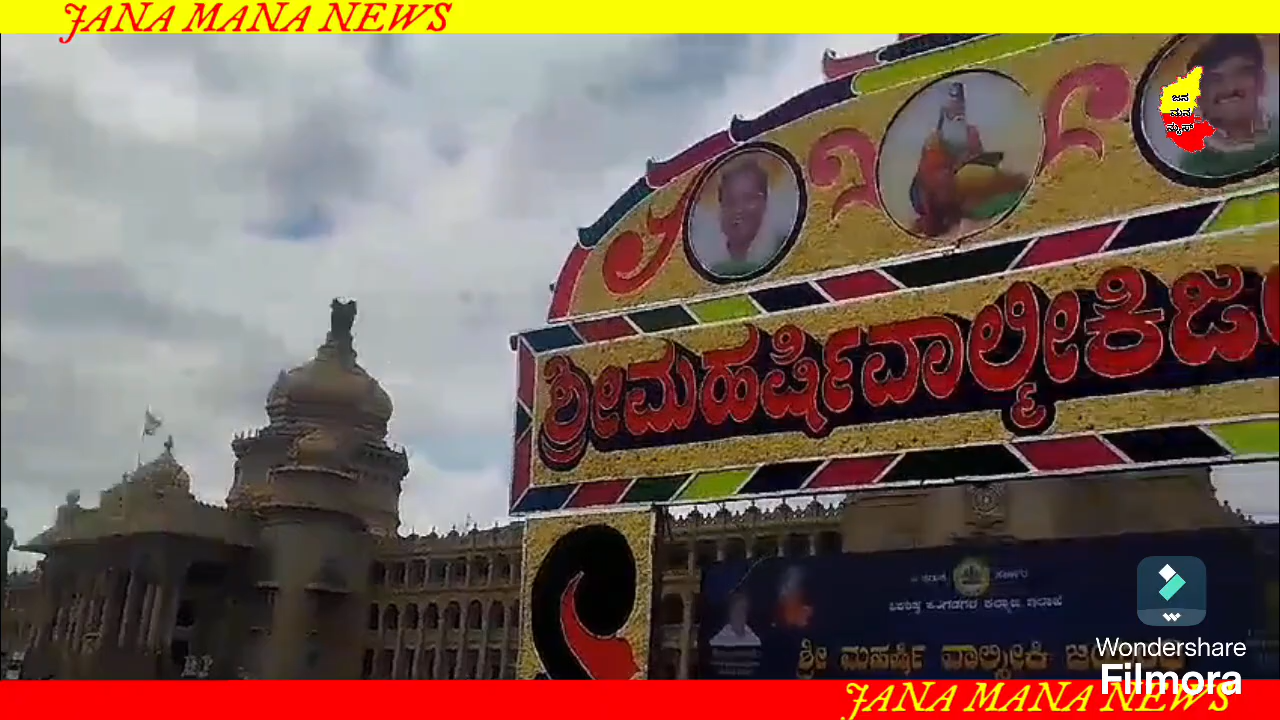 JANA MANA NEWS
ಜನ
ಮನ
ನ್ಯೂಸ್
ಶ್ರೀ ಮಹರ್ಷಿ ವಾಲ್ಮೀಕಿ ಜ
ಶ್ರೀ ಮಹರ್ಷಿ ವಾಲ್ಮೀಕಿ
Wondershare
Filmora
JANA MANA NEWS